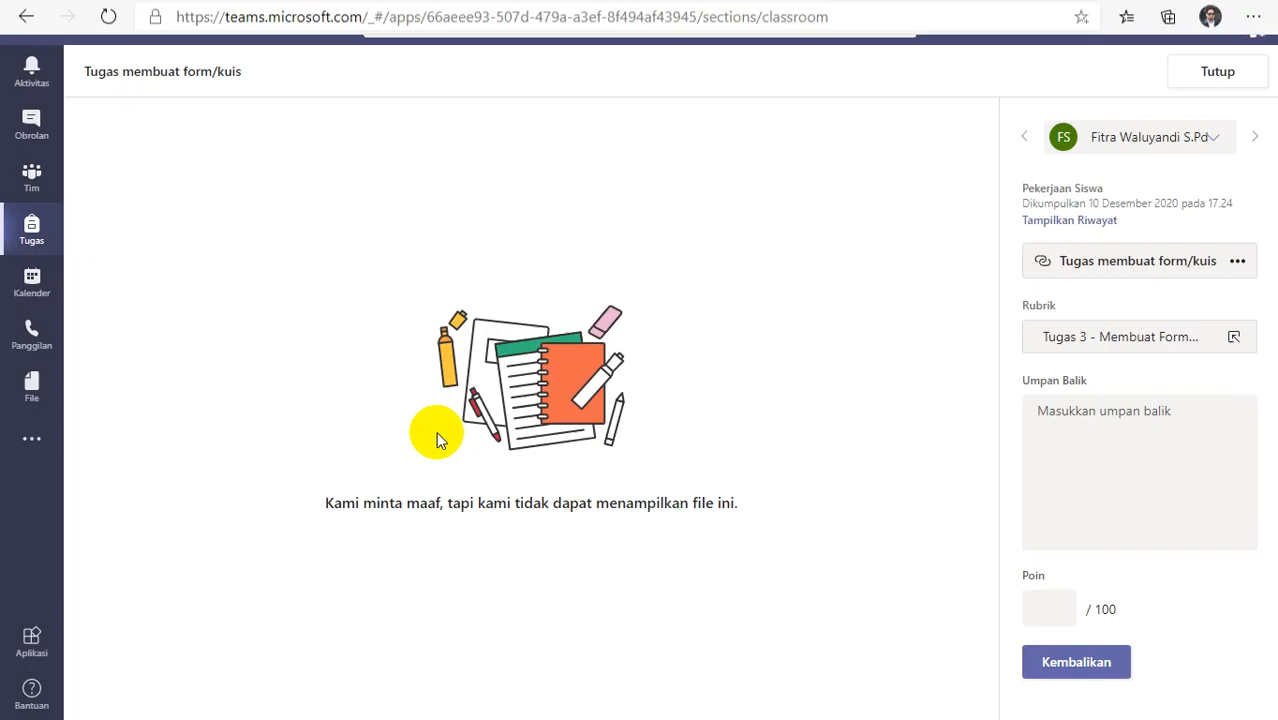 https://teams.microsoft.com/_#/apps/66aeee93-507d-479a-a3ef-8f494af43945/sections/classroom
Aktivitas
Obrolan
Tim
Tugas
Kalender
Panggilan
File
Aplikasi
Bantuan
Tugas membuat form/kuis
Tutup
Kami minta maaf, tapi kami tidak dapat menampilkan file ini.
FS Fitra Waluyandi S.Pd
Pekerjaan Siswa
Dikumpulkan 10 Desember 2020 pada 17.24
Tampilkan Riwayat
Tugas membuat form/kuis
Rubrik
Tugas 3 - Membuat Form...
Umpan Balik
Masukkan umpan balik
Poin
/ 100
Kembalikan